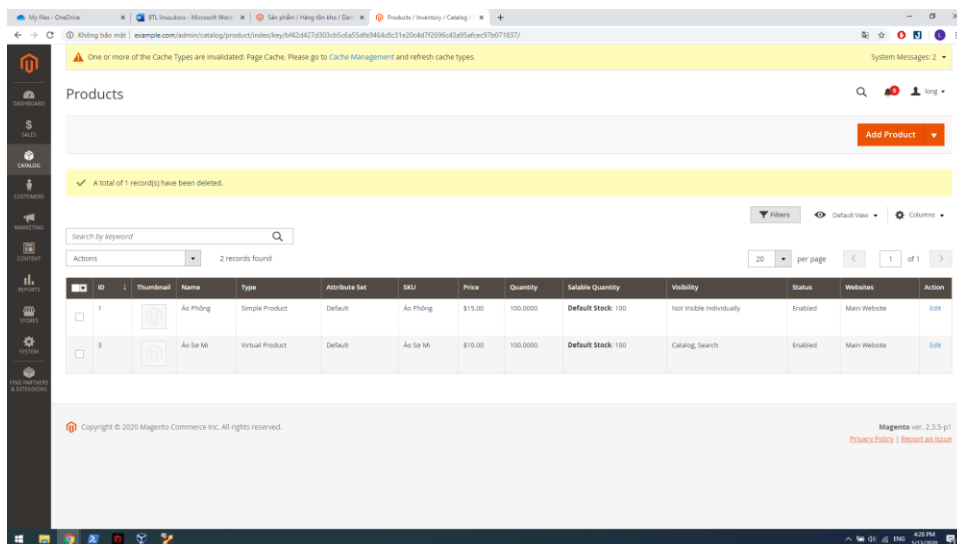 My files - OneDrive
BTL linus.docx - Microsoft Word
Sản phẩm / Hàng tồn kho / Dan
Products / Inventory / Catalog /
Không bảo mật
example.com/admin/catalog/product/index/key/
One or more of the Cache Types are invalidated: Page Cache. Please go to Cache Management and refresh cache types.
System Messages: 2
Products
long
DASHBOARD
SALES
CATALOG
CUSTOMERS
MARKETING
CONTENT
REPORTS
STORES
SYSTEM
FIND PARTNERS
& EXTENSIONS
Add Product
A total of 1 record(s) have been deleted.
Filters Default View Columns
Search by keyword
Actions 2 records found 20 per page 1 of 1
ID Thumbnail Name Type Attribute Set SKU Price Quantity Salable Quantity Visibility Status Websites Action
1 Áo Phông Simple Product Default Áo Phông $15.00 100.0000 Default Stock: 100 Not Visible Individually Enabled Main Website Edit
3 Áo Sơ Mi Virtual Product Default Áo Sơ Mi $10.00 100.0000 Default Stock: 100 Catalog, Search Enabled Main Website Edit
Copyright © 2020 Magento Commerce Inc. All rights reserved.
Magento ver. 2.3.5-p1
Privacy Policy | Report an Issue
ENG
4:28 PM
5/13/2020